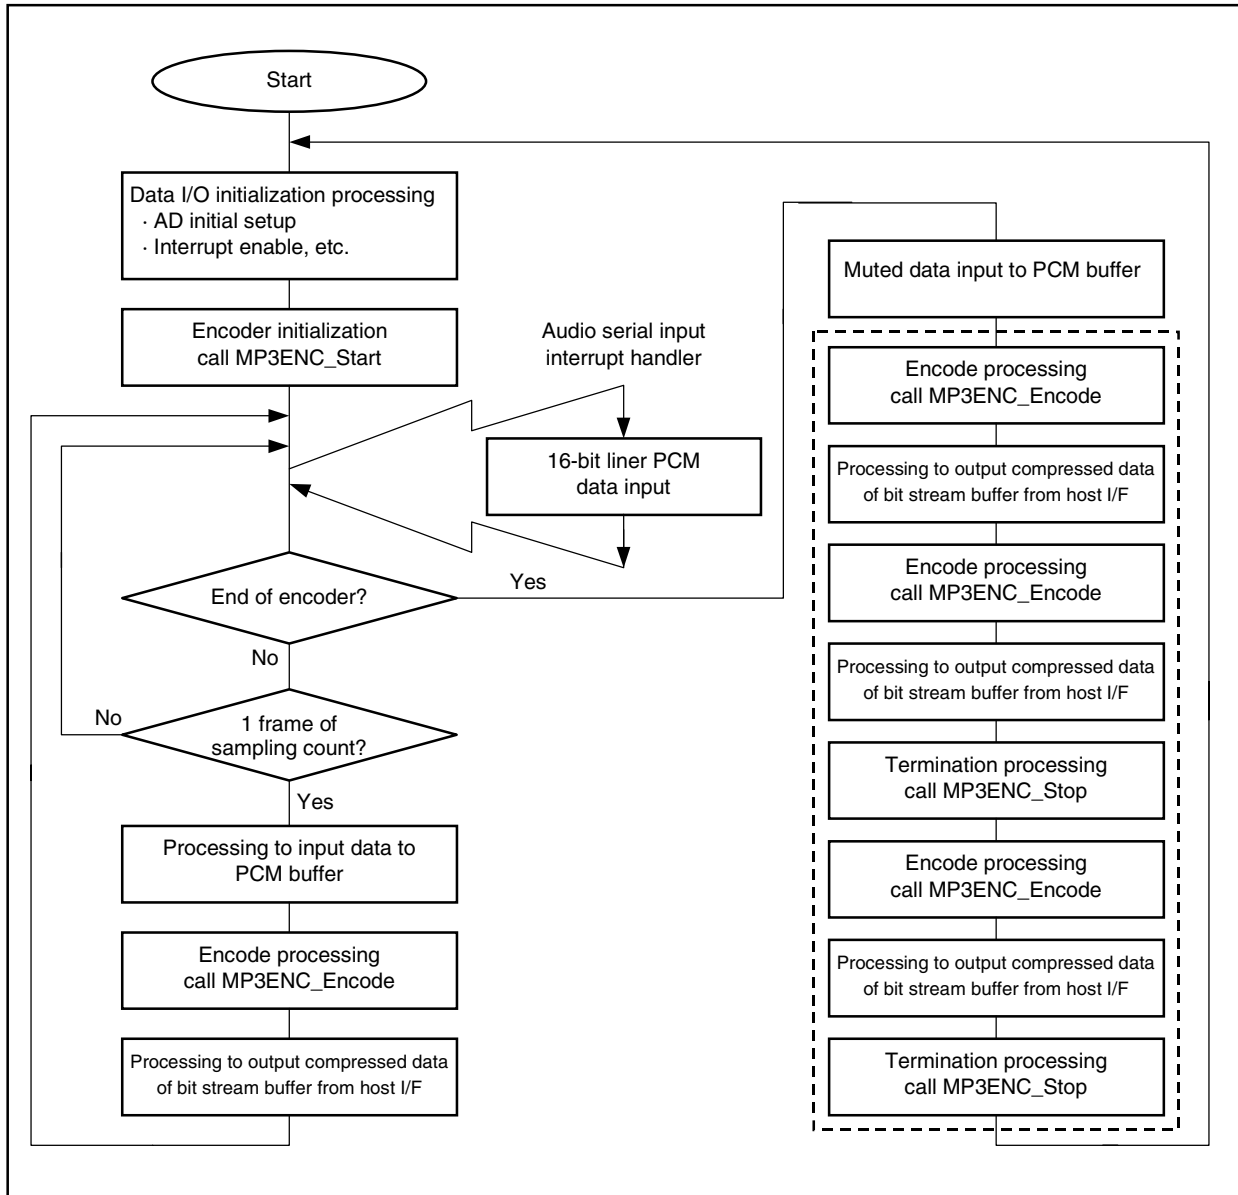 Start
Data I/O initialization processing
· AD initial setup
· Interrupt enable, etc.
Encoder initialization
call MP3ENC_Start
Audio serial input
interrupt handler
16-bit liner PCM
data input
End of encoder?
Yes
No
1 frame of
sampling count?
No
Yes
Processing to input data to
PCM buffer
Encode processing
call MP3ENC_Encode
Processing to output compressed data
of bit stream buffer from host I/F
Muted data input to PCM buffer
Encode processing
call MP3ENC_Encode
Processing to output compressed data
of bit stream buffer from host I/F
Encode processing
call MP3ENC_Encode
Processing to output compressed data
of bit stream buffer from host I/F
Termination processing
call MP3ENC_Stop
Encode processing
call MP3ENC_Encode
Processing to output compressed data
of bit stream buffer from host I/F
Termination processing
call MP3ENC_Stop